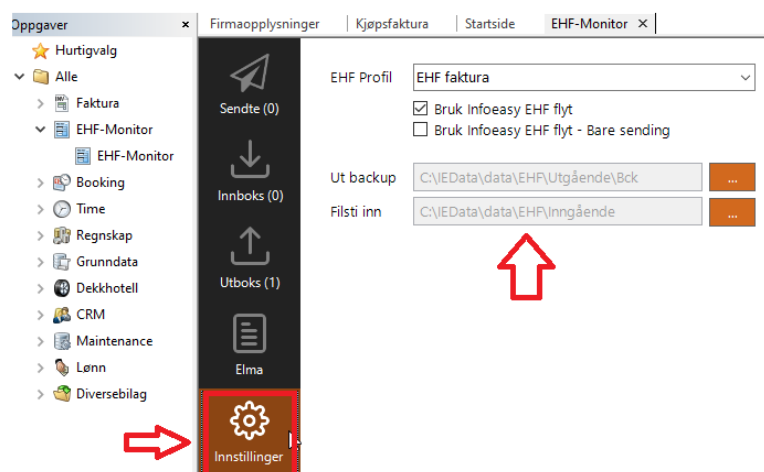 Oppgaver
Firmaopplysninger
Kjøpsfaktura
Startside
EHF-Monitor
Hurtigvalg
Alle
Faktura
EHF-Monitor
EHF-Monitor
Booking
Time
Regnskap
Grunndata
Dekkhotell
CRM
Maintenance
Lønn
Diversebilag
Sendte (0)
Innboks (0)
Utboks (1)
Elma
Innstillinger
EHF Profil EHF faktura
Bruk Infoeasy EHF flyt
Bruk Infoeasy EHF flyt - Bare sending
Ut backup C:\IEData\data\EHF\Utgående\Bck ...
Filsti inn C:\IEData\data\EHF\Inngående ...